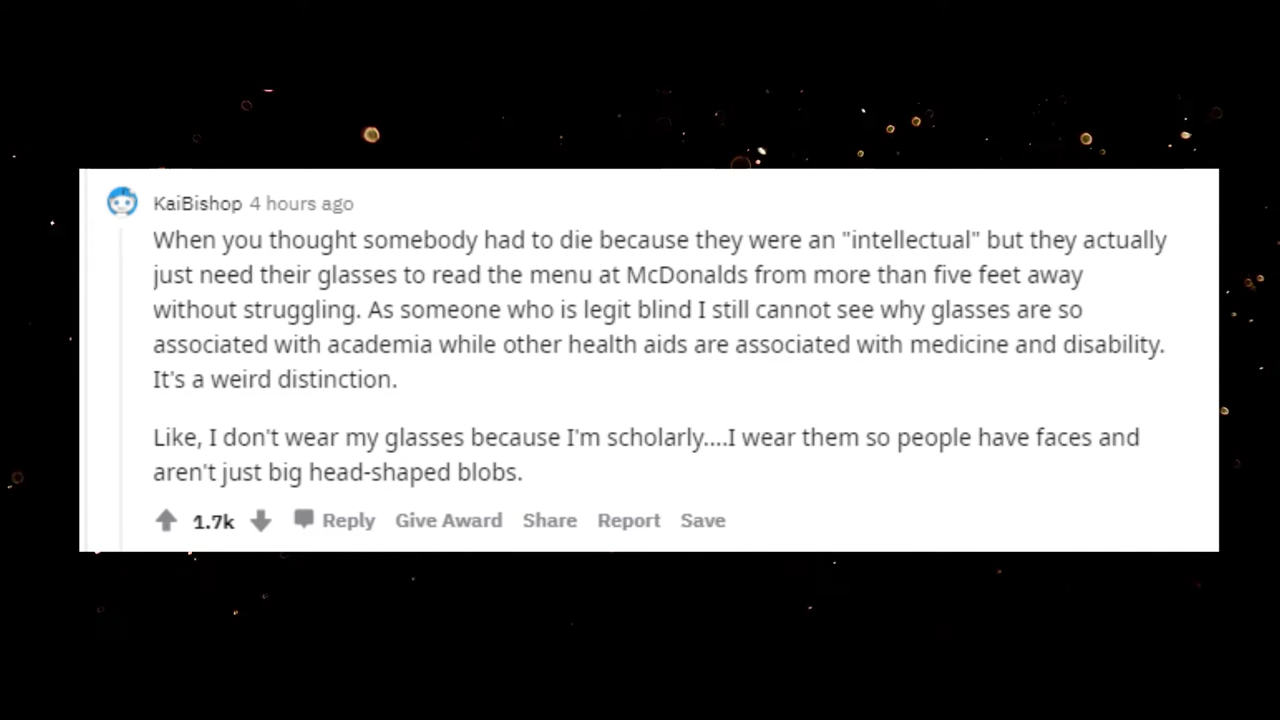 KaiBishop 4 hours ago
When you thought somebody had to die because they were an "intellectual" but they actually
just need their glasses to read the menu at McDonalds from more than five feet away
without struggling. As someone who is legit blind I still cannot see why glasses are so
associated with academia while other health aids are associated with medicine and disability.
It's a weird distinction.
Like, I don't wear my glasses because I'm scholarly....I wear them so people have faces and
aren't just big head-shaped blobs.
1.7k Reply Give Award Share Report Save